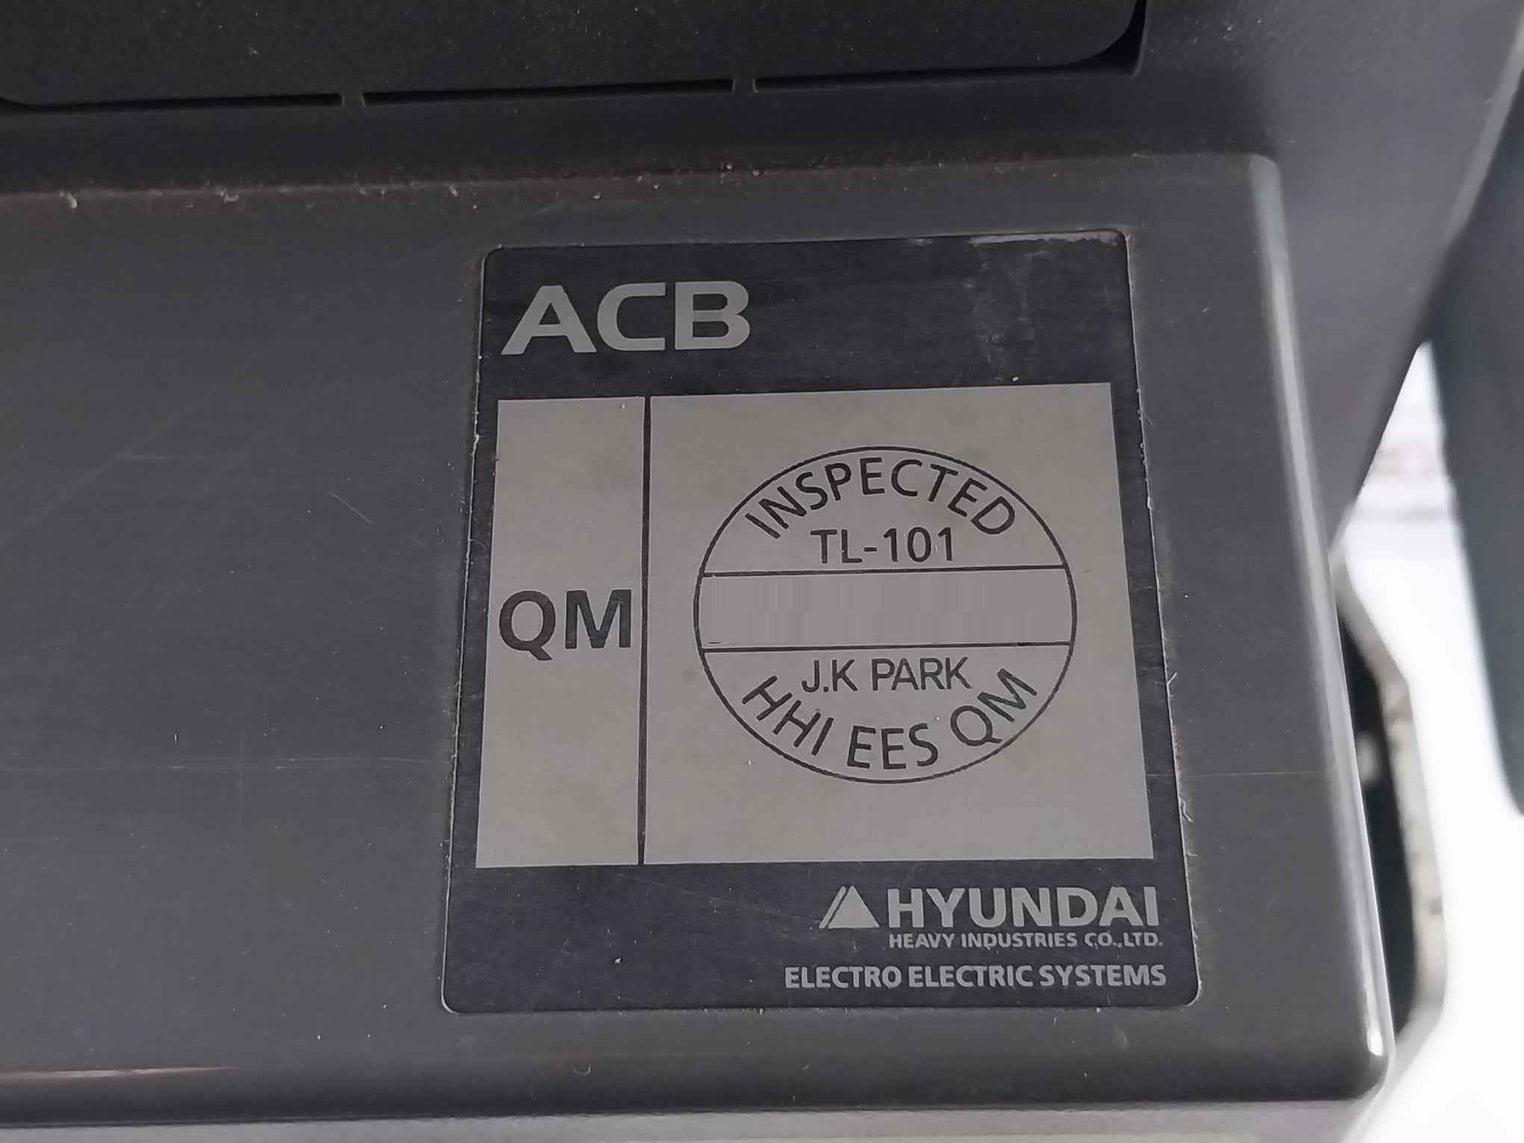 ACB
QM
INSPECTED
TL-101
J.K PARK
HHI EES QM
HYUNDAI
HEAVY INDUSTRIES CO.,LTD.
ELECTRO ELECTRIC SYSTEMS